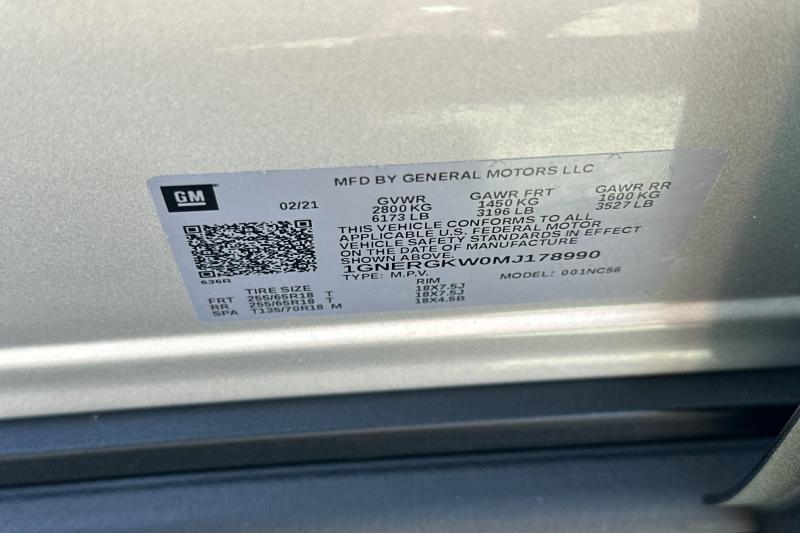 MFD BY GENERAL MOTORS LLC
GM
02/21
GVWR GAWR FRT GAWR RR
2800 KG 1450 KG 1600 KG
6173 LB 3196 LB 3527 LB
THIS VEHICLE CONFORMS TO ALL
APPLICABLE U.S. FEDERAL MOTOR
VEHICLE SAFETY STANDARDS IN EFFECT
ON THE DATE OF MANUFACTURE
SHOWN ABOVE.
1GNERGKW0MJ178990
636R
TYPE: M.P.V. MODEL: 001NC56
TIRE SIZE RIM
FRT 255/65R18 T 18X7.5J
RR 255/65R18 T 18X7.5J
SPA T135/70R18 M 18X4.5B